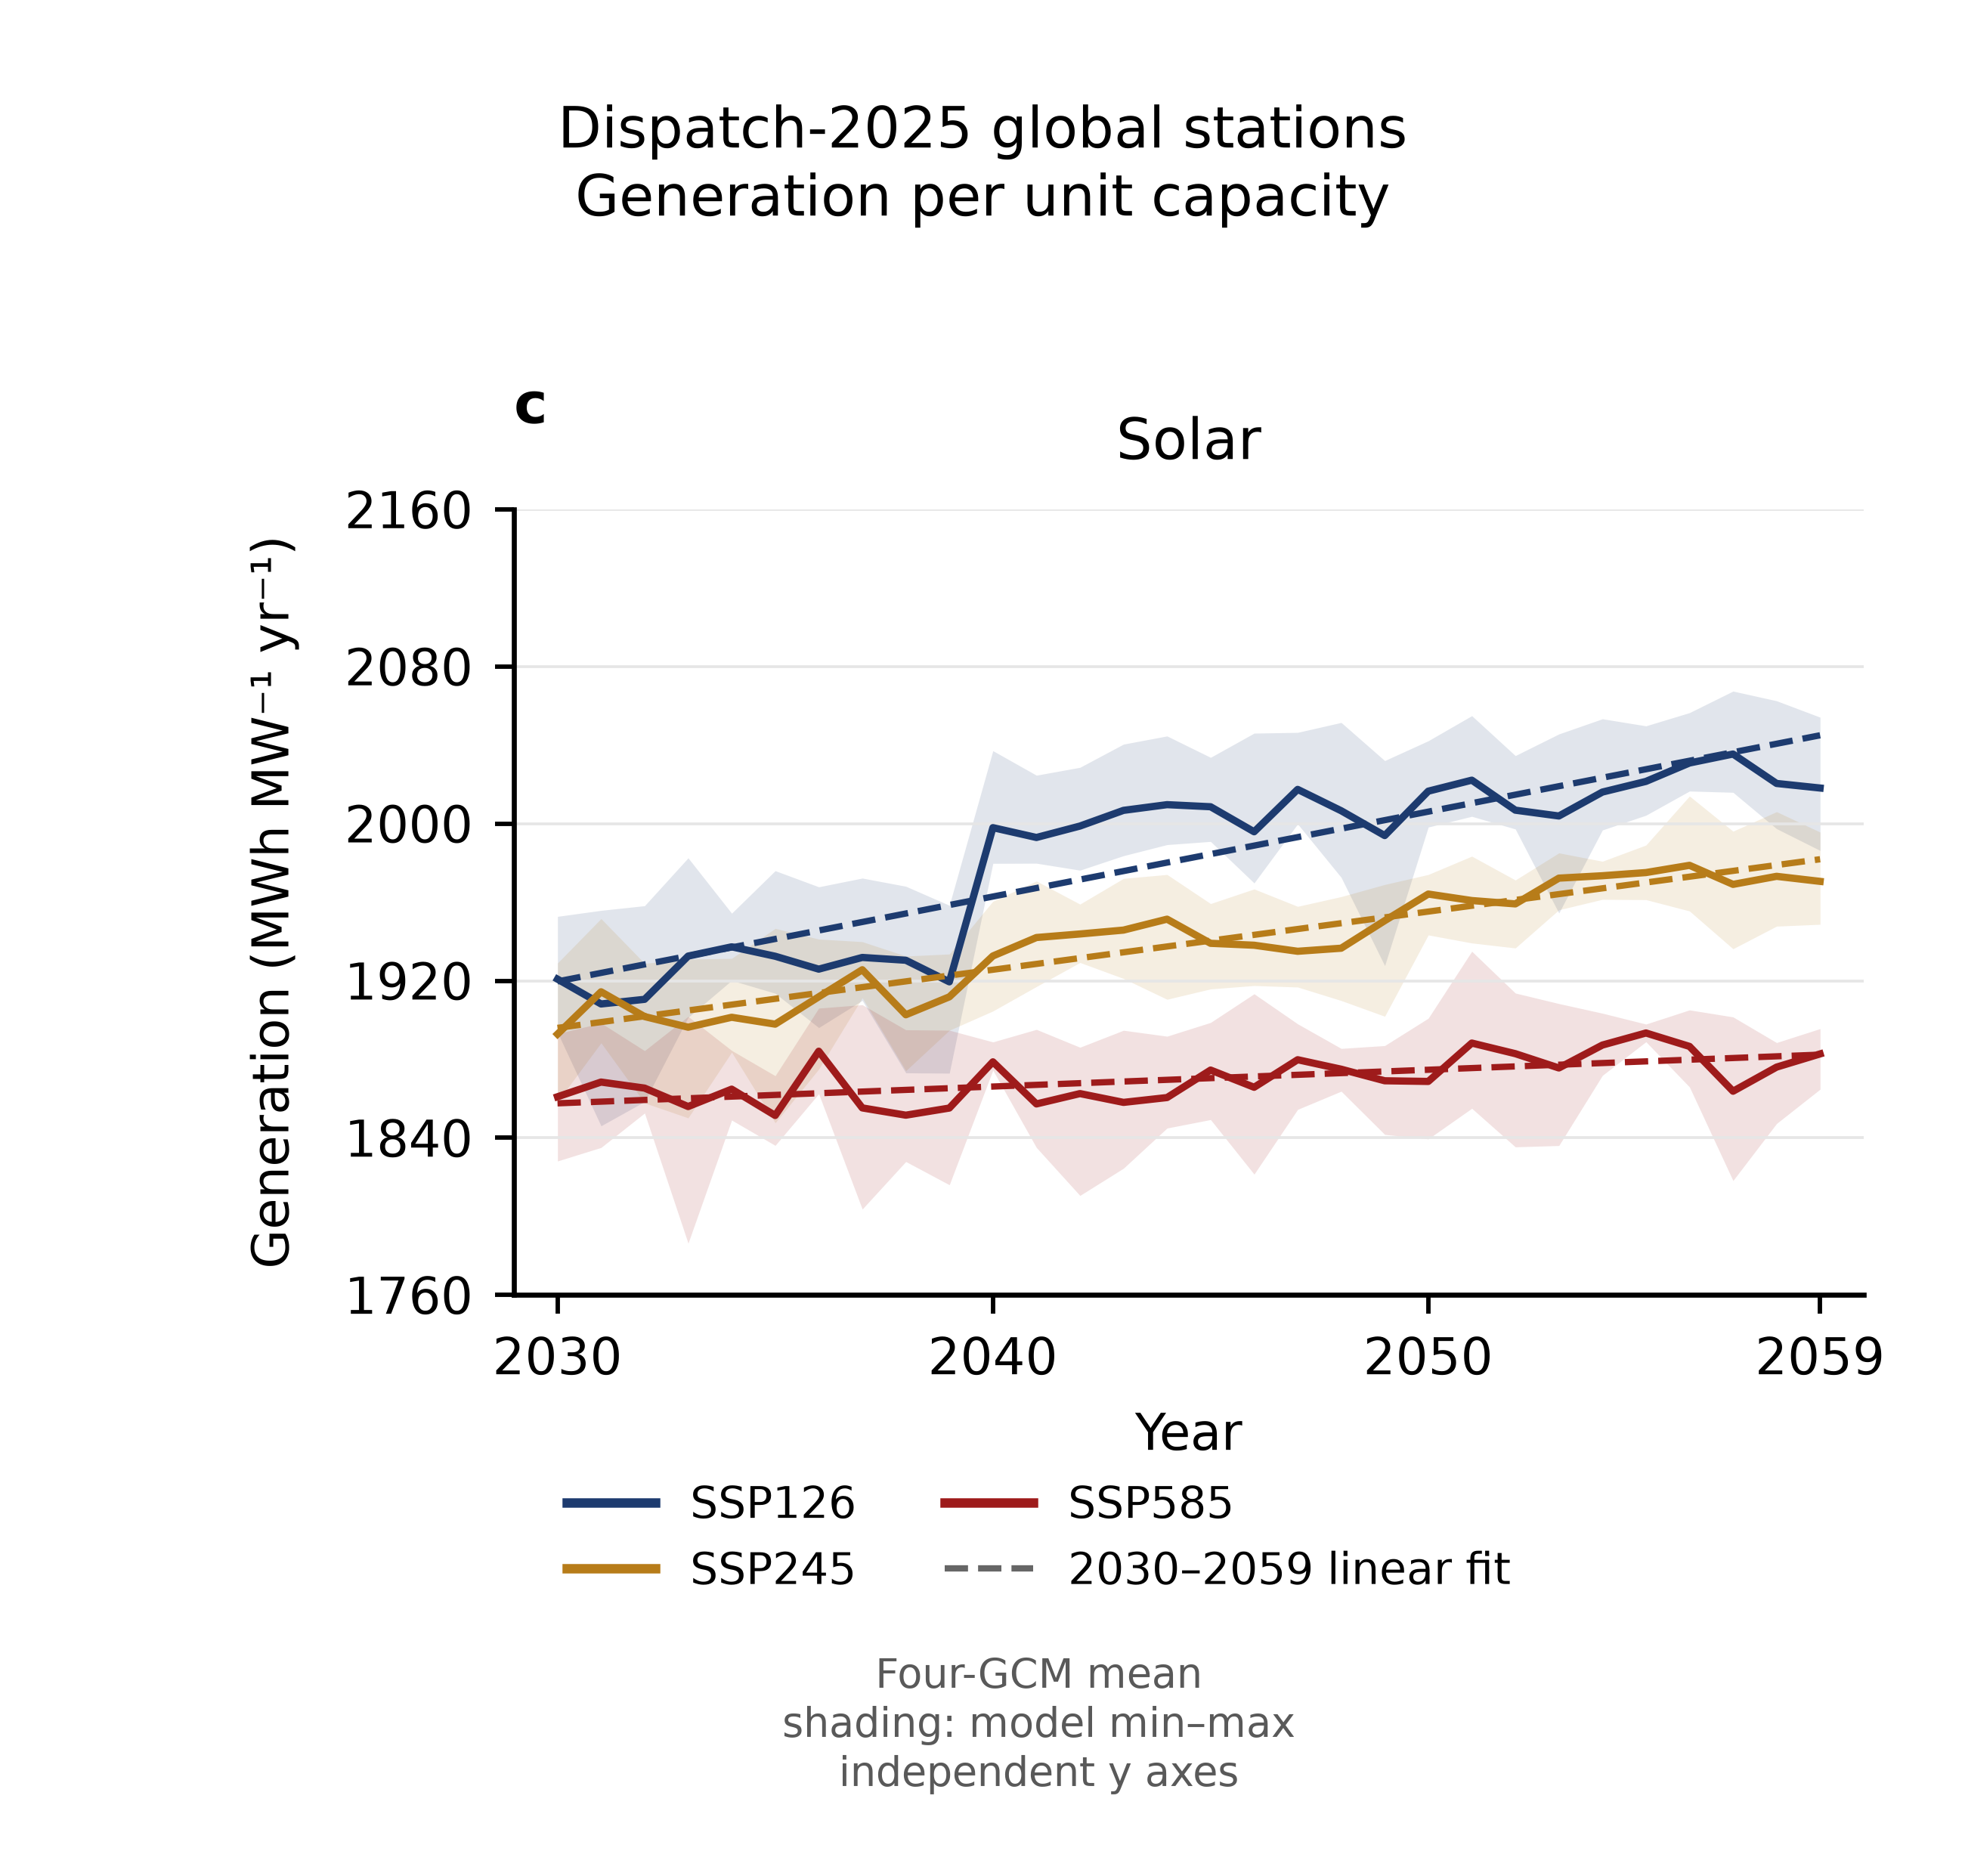 Dispatch-2025 global stations
Generation per unit capacity
c
Solar
Generation (MWh MW⁻¹ yr⁻¹)
2160
2080
2000
1920
1840
1760
2030 2040 2050 2059
Year
SSP126 SSP585
SSP245 2030–2059 linear fit
Four-GCM mean
shading: model min–max
independent y axes